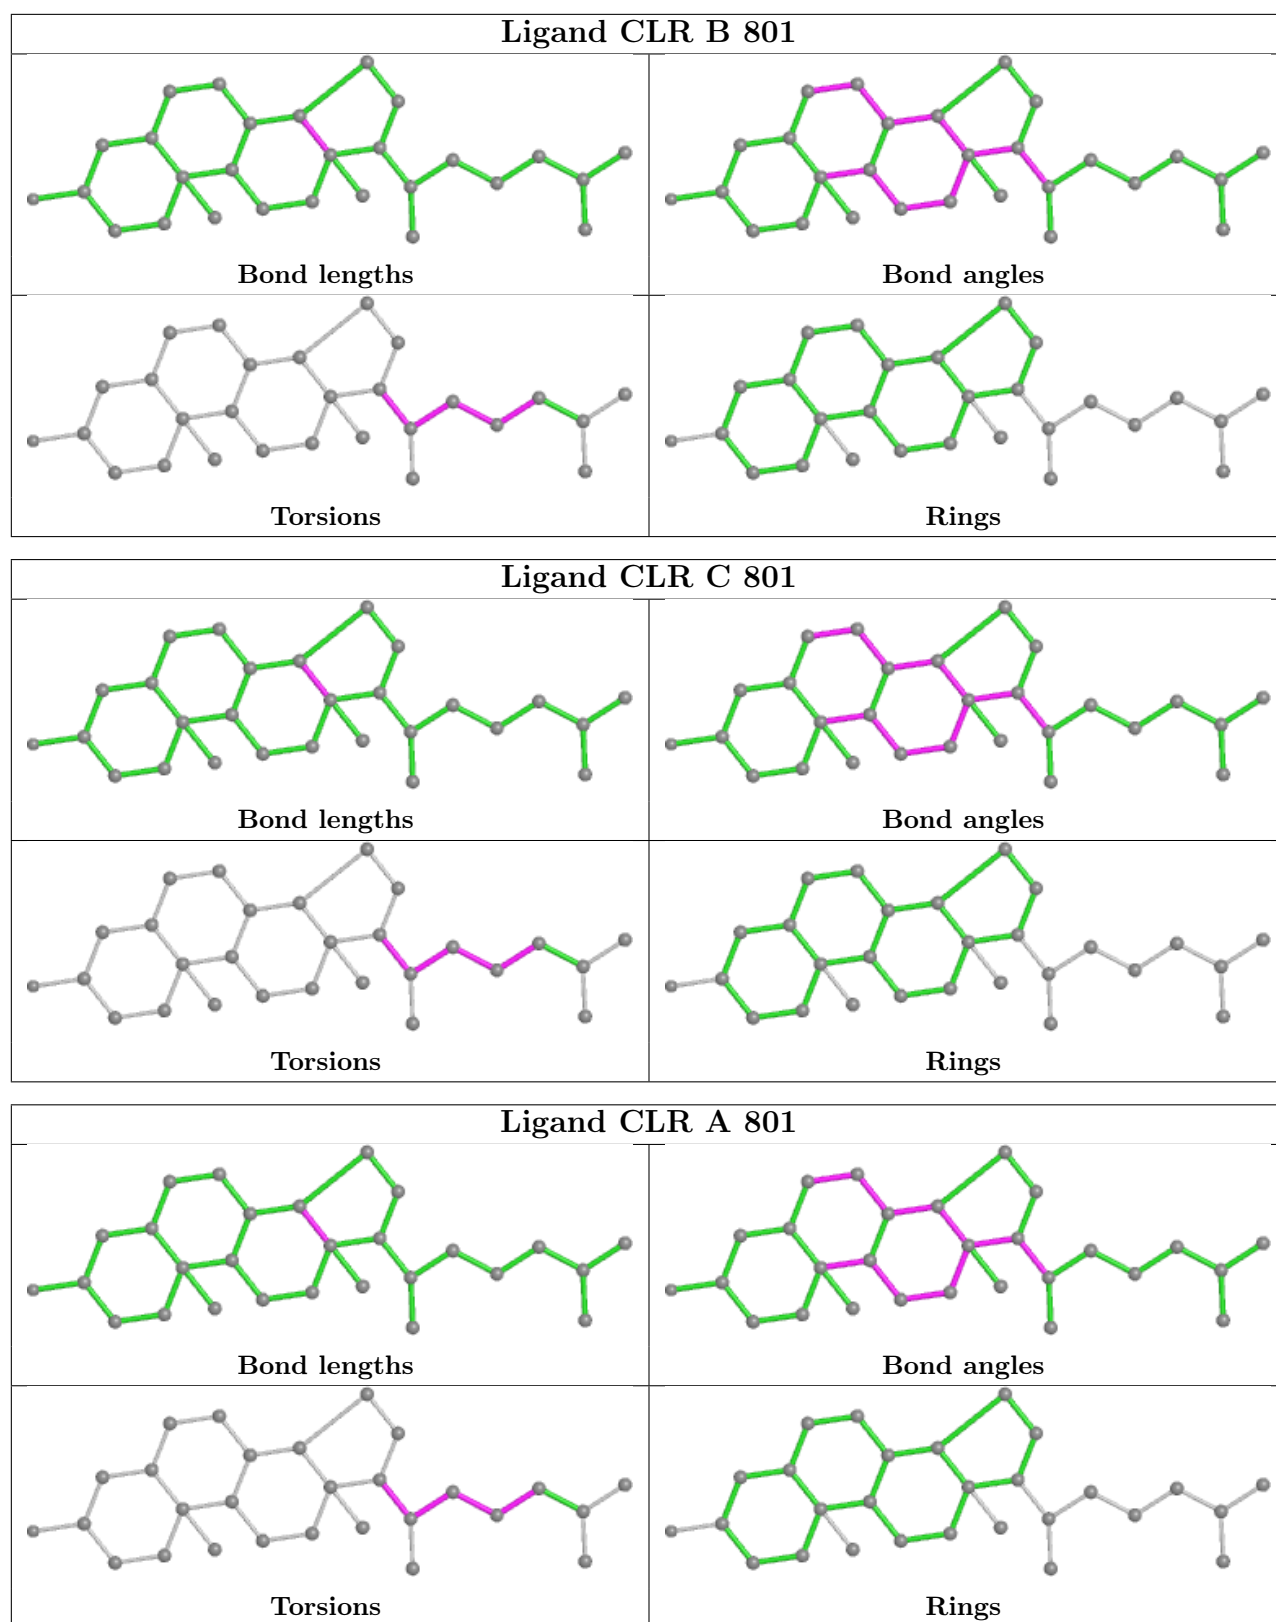 Ligand CLR B 801
Bond lengths
Bond angles
Torsions
Rings
Ligand CLR C 801
Bond lengths
Bond angles
Torsions
Rings
Ligand CLR A 801
Bond lengths
Bond angles
Torsions
Rings